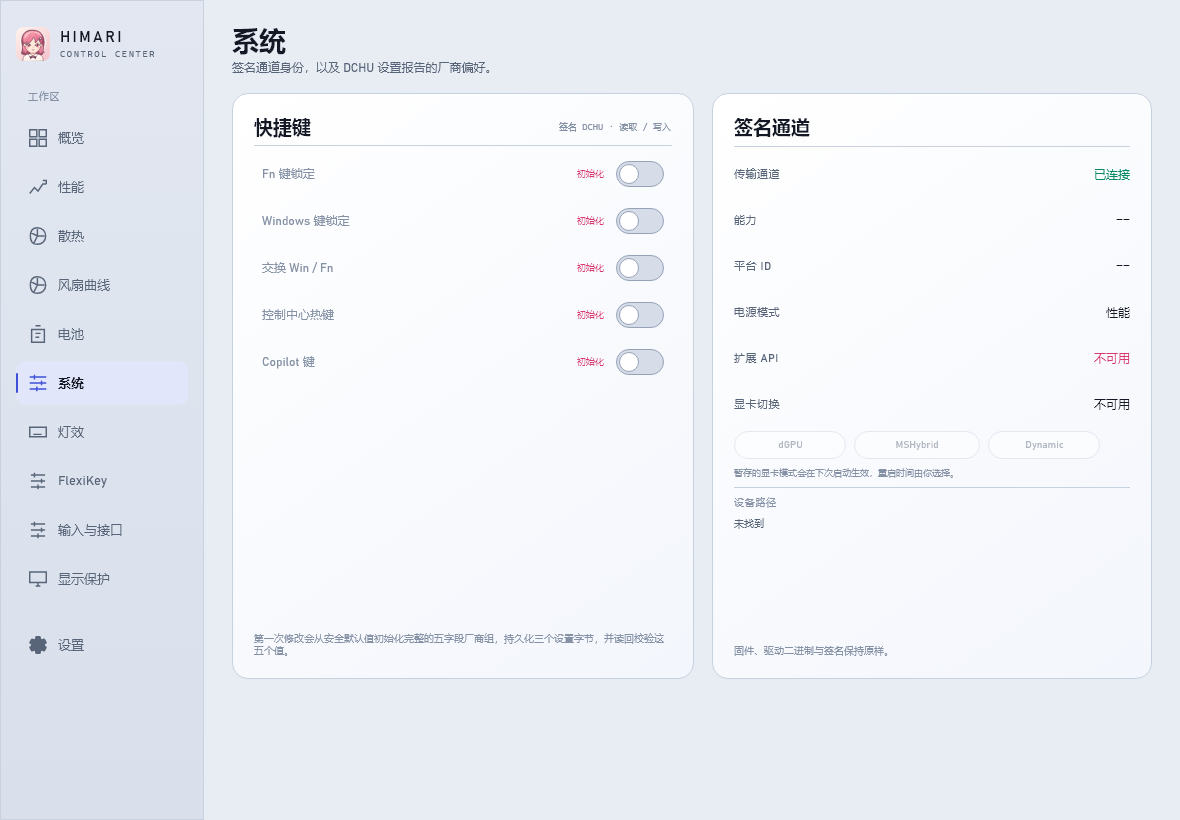 HIMARI
CONTROL CENTER
工作区
概览
性能
散热
风扇曲线
电池
系统
灯效
FlexiKey
输入与接口
显示保护
设置
系统
签名通道身份，以及 DCHU 设置报告的厂商偏好。
快捷键
签名 DCHU · 读取 / 写入
Fn 键锁定
初始化
Windows 键锁定
初始化
交换 Win / Fn
初始化
控制中心热键
初始化
Copilot 键
初始化
第一次修改会从安全默认值初始化完整的五字段厂商组，持久化三个设置字节，并读回校验这
五个值。
签名通道
传输通道
已连接
能力
--
平台 ID
--
电源模式
性能
扩展 API
不可用
显卡切换
不可用
dGPU
MSHybrid
Dynamic
暂存的显卡模式会在下次启动生效，重启时间由你选择。
设备路径
未找到
固件、驱动二进制与签名保持原样。